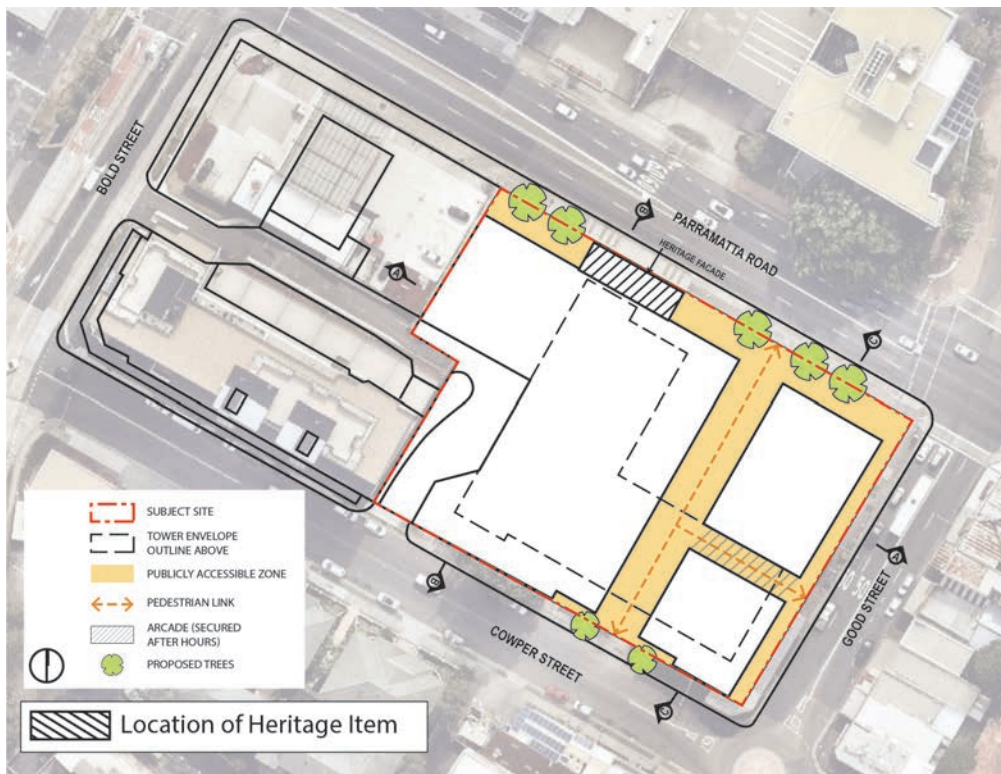 BOLD STREET
PARRAMATTA ROAD
HERITAGE FACADE
B
A
C
GOOD STREET
A
B
COWPER STREET
C
SUBJECT SITE
TOWER ENVELOPE
OUTLINE ABOVE
PUBLICLY ACCESSIBLE ZONE
PEDESTRIAN LINK
ARCADE (SECURED
AFTER HOURS)
PROPOSED TREES
Location of Heritage Item